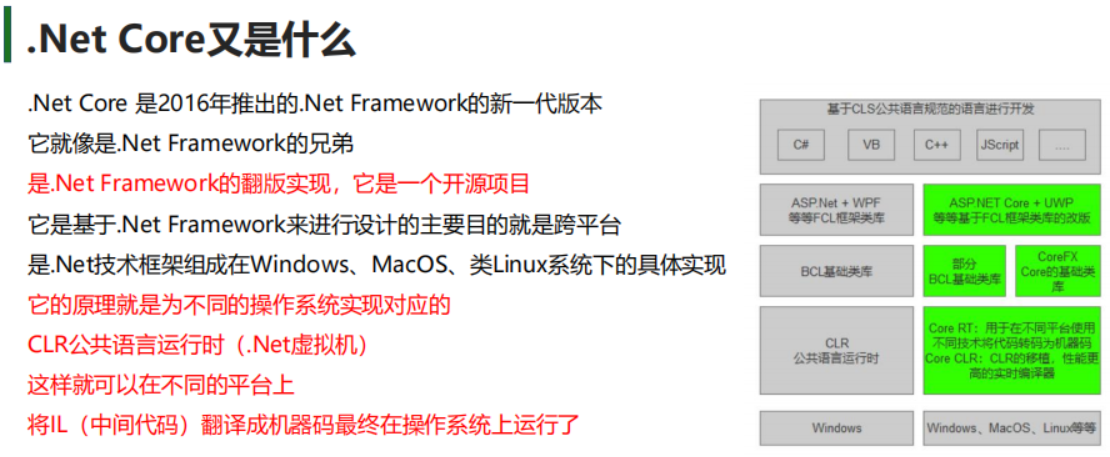 .Net Core又是什么
.Net Core 是2016年推出的.Net Framework的新一代版本
它就像是.Net Framework的兄弟
是.Net Framework的翻版实现，它是一个开源项目
它是基于.Net Framework来进行设计的主要目的就是跨平台
是.Net技术框架组成在Windows、MacOS、类Linux系统下的具体实现
它的原理就是为不同的操作系统实现对应的
CLR公共语言运行时（.Net虚拟机）
这样就可以在不同的平台上
将IL（中间代码）翻译成机器码最终在操作系统上运行了
基于CLS公共语言规范的语言进行开发
C#
VB
C++
JScript
....
ASP.Net + WPF
等等FCL框架类库
ASP.NET Core + UWP
等等基于FCL框架类库的改版
BCL基础类库
部分
BCL基础类库
CoreFX
Core的基础类
库
CLR
公共语言运行时
Core RT：用于在不同平台使用
不同技术将代码转码为机器码
Core CLR：CLR的移植，性能更
高的实时编译器
Windows
Windows、MacOS、Linux等等